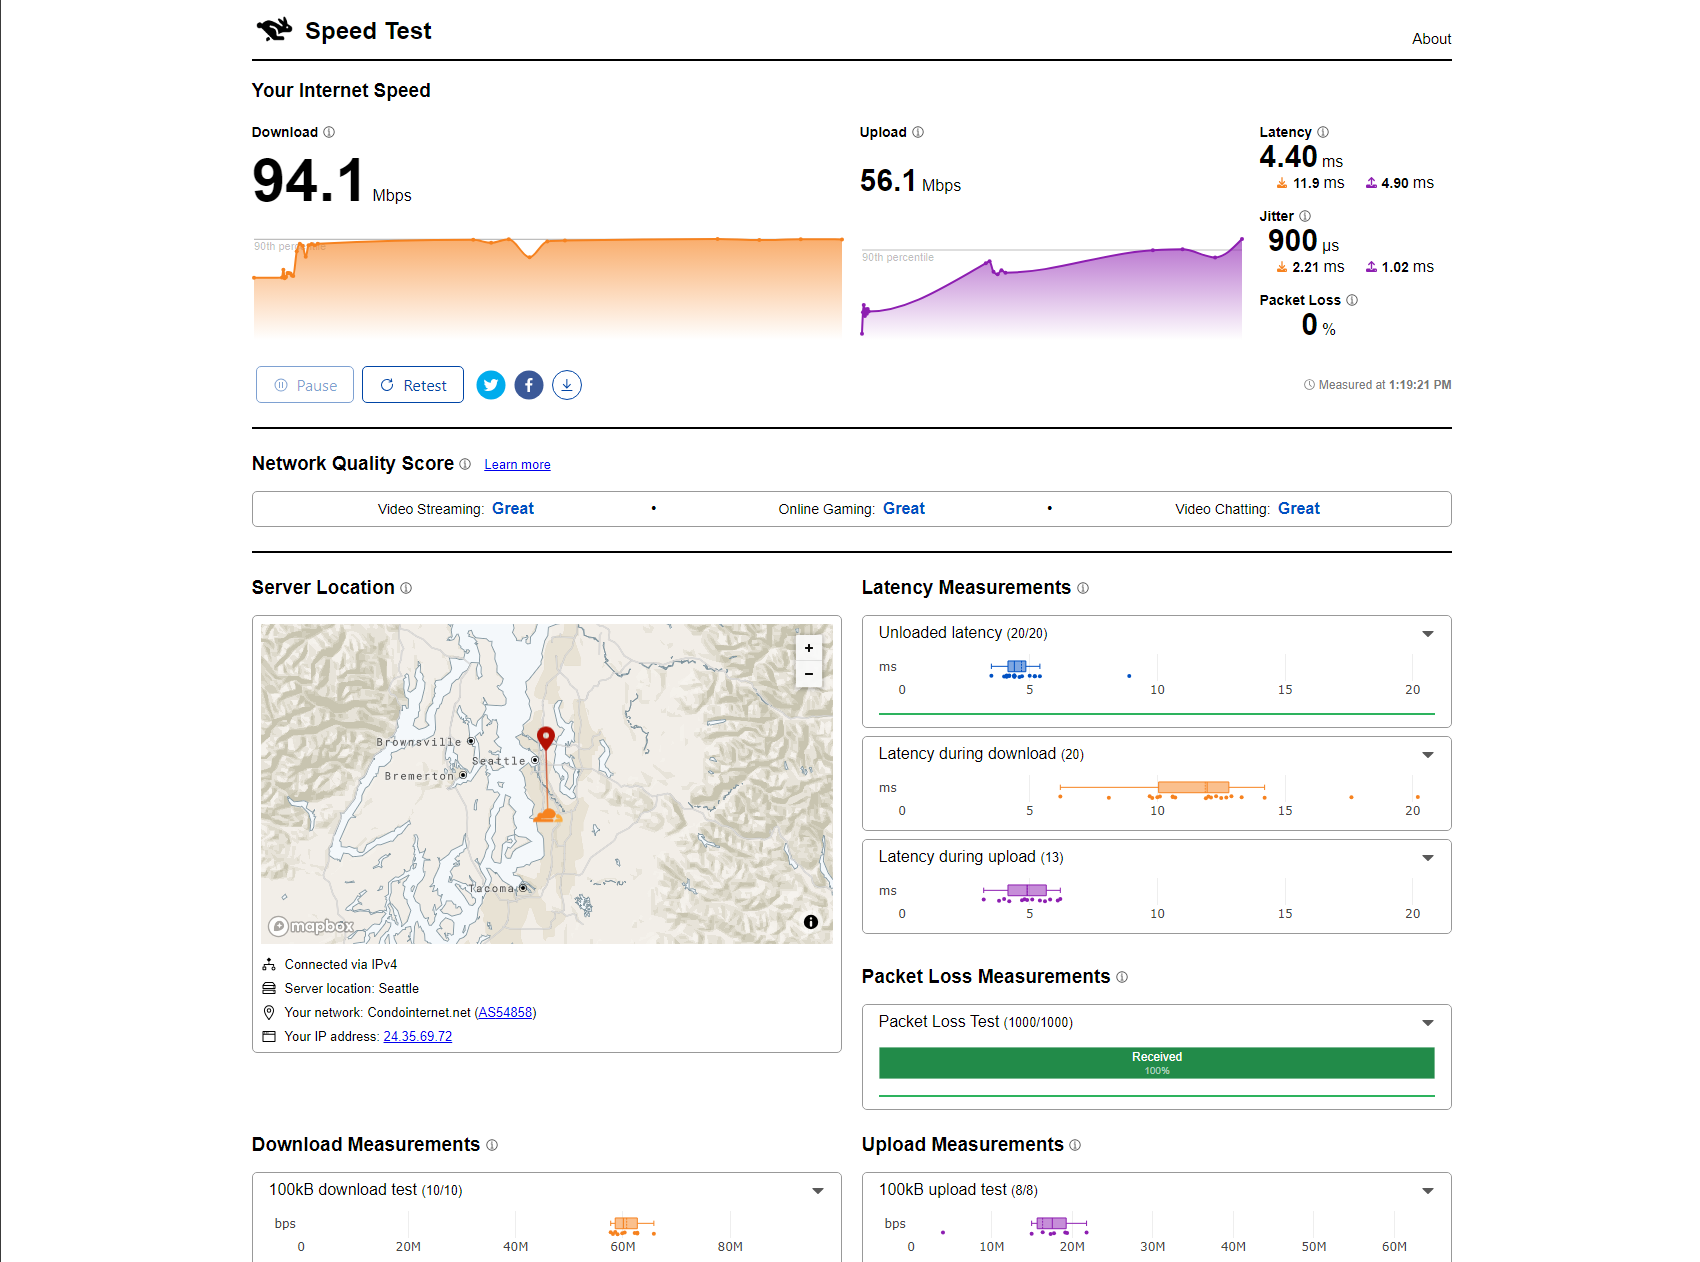 Speed Test
About
Your Internet Speed
Download
94.1 Mbps
90th percentile
Upload
56.1 Mbps
90th percentile
Latency
4.40 ms
11.9 ms 4.90 ms
Jitter
900 μs
2.21 ms 1.02 ms
Packet Loss
0 %
Pause
Retest
Measured at 1:19:21 PM
Network Quality Score Learn more
Video Streaming: Great • Online Gaming: Great • Video Chatting: Great
Server Location
+
−
Brownsville
Seattle
Bremerton
Tacoma
mapbox
Connected via IPv4
Server location: Seattle
Your network: Condointernet.net (AS54858)
Your IP address: 24.35.69.72
Latency Measurements
Unloaded latency (20/20)
ms
0 5 10 15 20
Latency during download (20)
ms
0 5 10 15 20
Latency during upload (13)
ms
0 5 10 15 20
Packet Loss Measurements
Packet Loss Test (1000/1000)
Received
100%
Download Measurements
100kB download test (10/10)
bps
0 20M 40M 60M 80M
Upload Measurements
100kB upload test (8/8)
bps
0 10M 20M 30M 40M 50M 60M